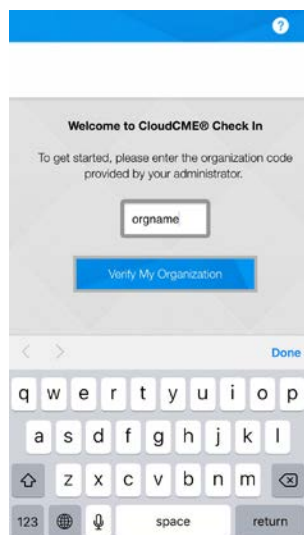 ?
Welcome to CloudCME® Check In
To get started, please enter the organization code
provided by your administrator.
orgname
Verify My Organization
Done
q w e r t y u i o p
a s d f g h j k l
z x c v b n m
123 space return